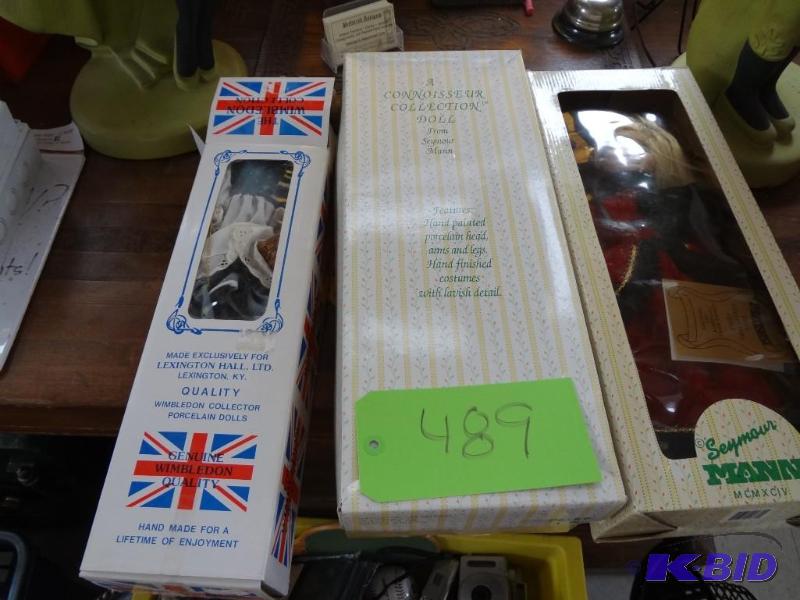 THE
WIMBLEDON
COLLECTION
MADE EXCLUSIVELY FOR
LEXINGTON HALL, LTD.
LEXINGTON, KY.
QUALITY
WIMBLEDON COLLECTOR
PORCELAIN DOLLS
GENUINE
WIMBLEDON
QUALITY
HAND MADE FOR A
LIFETIME OF ENJOYMENT
A
CONNOISSEUR
COLLECTION™
DOLL
From
Seymour
Mann
Features:
Hand painted
porcelain head,
arms and legs.
Hand finished
costumes
with lavish detail.
489
© Seymour
MANN
MCMXCIV
K-BID